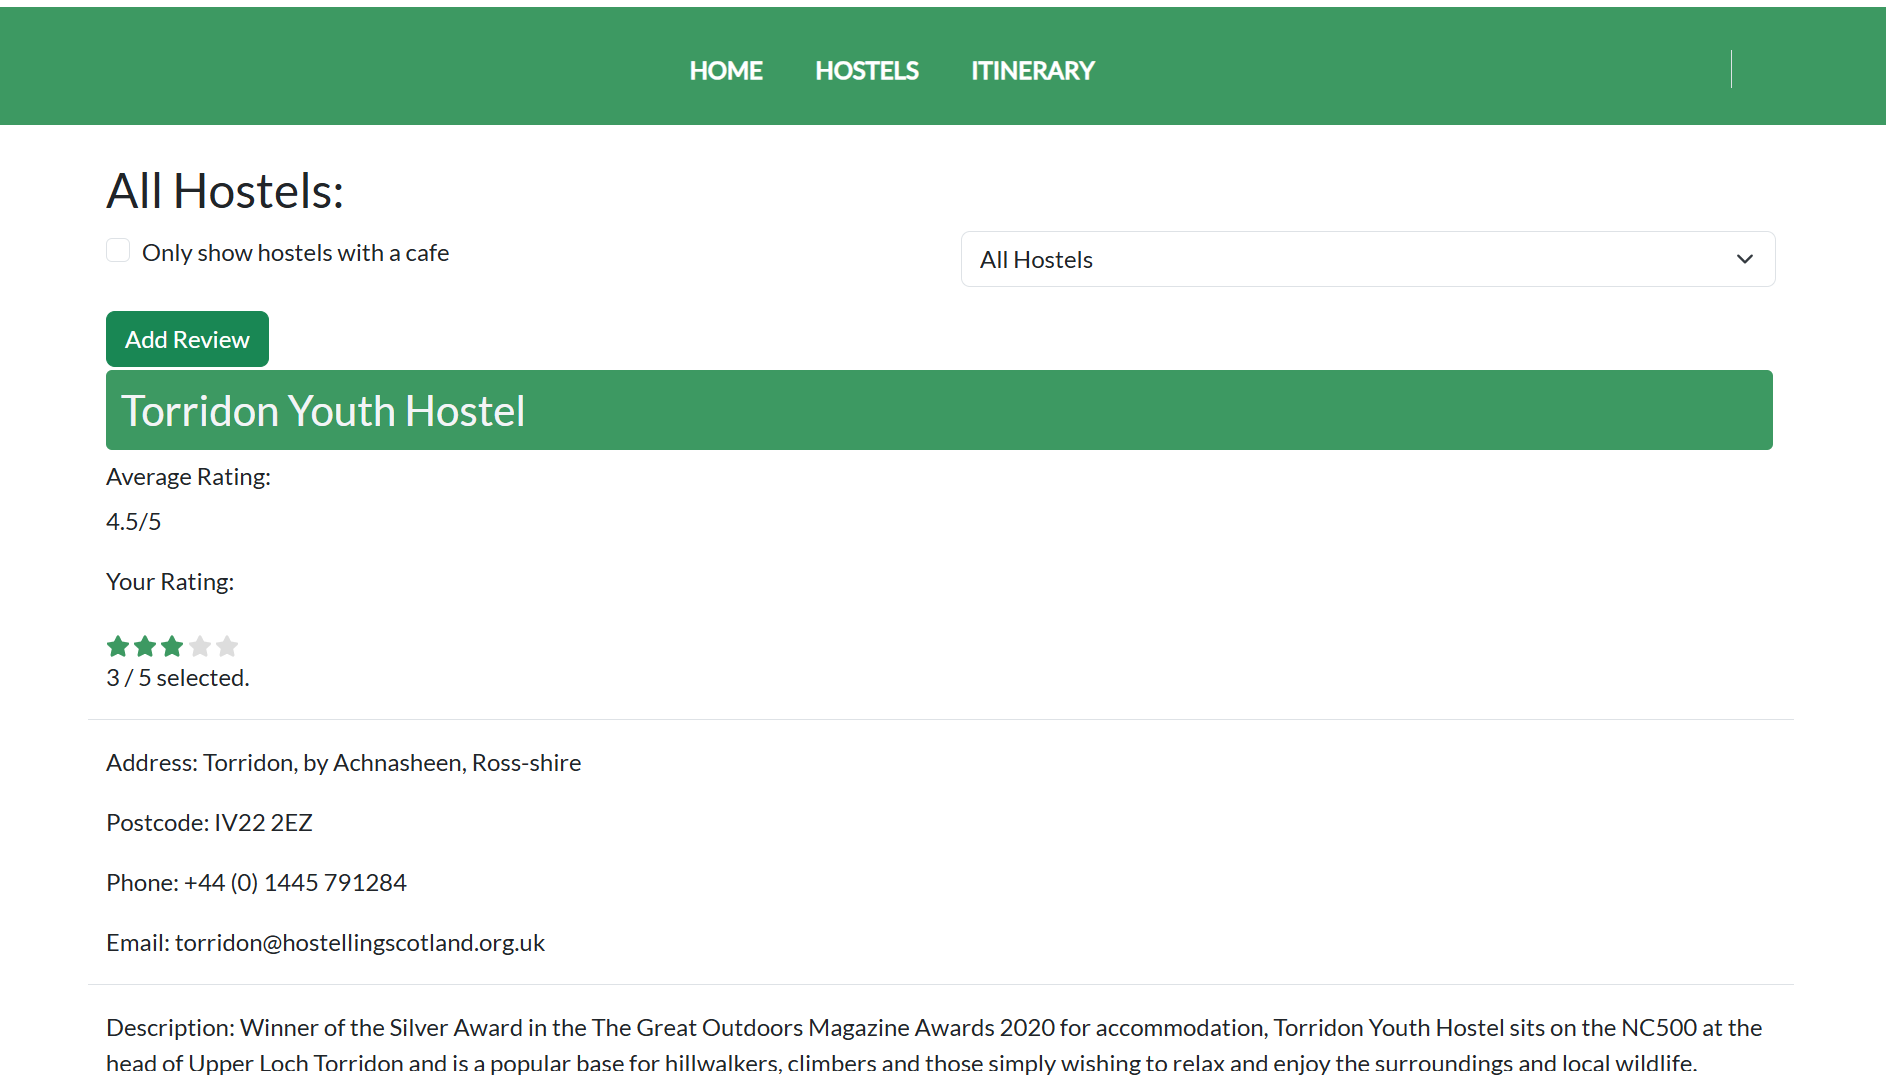 HOME HOSTELS ITINERARY
All Hostels:
Only show hostels with a cafe
All Hostels
Add Review
Torridon Youth Hostel
Average Rating:
4.5/5
Your Rating:
3 / 5 selected.
Address: Torridon, by Achnasheen, Ross-shire
Postcode: IV22 2EZ
Phone: +44 (0) 1445 791284
Email: torridon@hostellingscotland.org.uk
Description: Winner of the Silver Award in the The Great Outdoors Magazine Awards 2020 for accommodation, Torridon Youth Hostel sits on the NC500 at the
head of Upper Loch Torridon and is a popular base for hillwalkers, climbers and those simply wishing to relax and enjoy the surroundings and local wildlife.